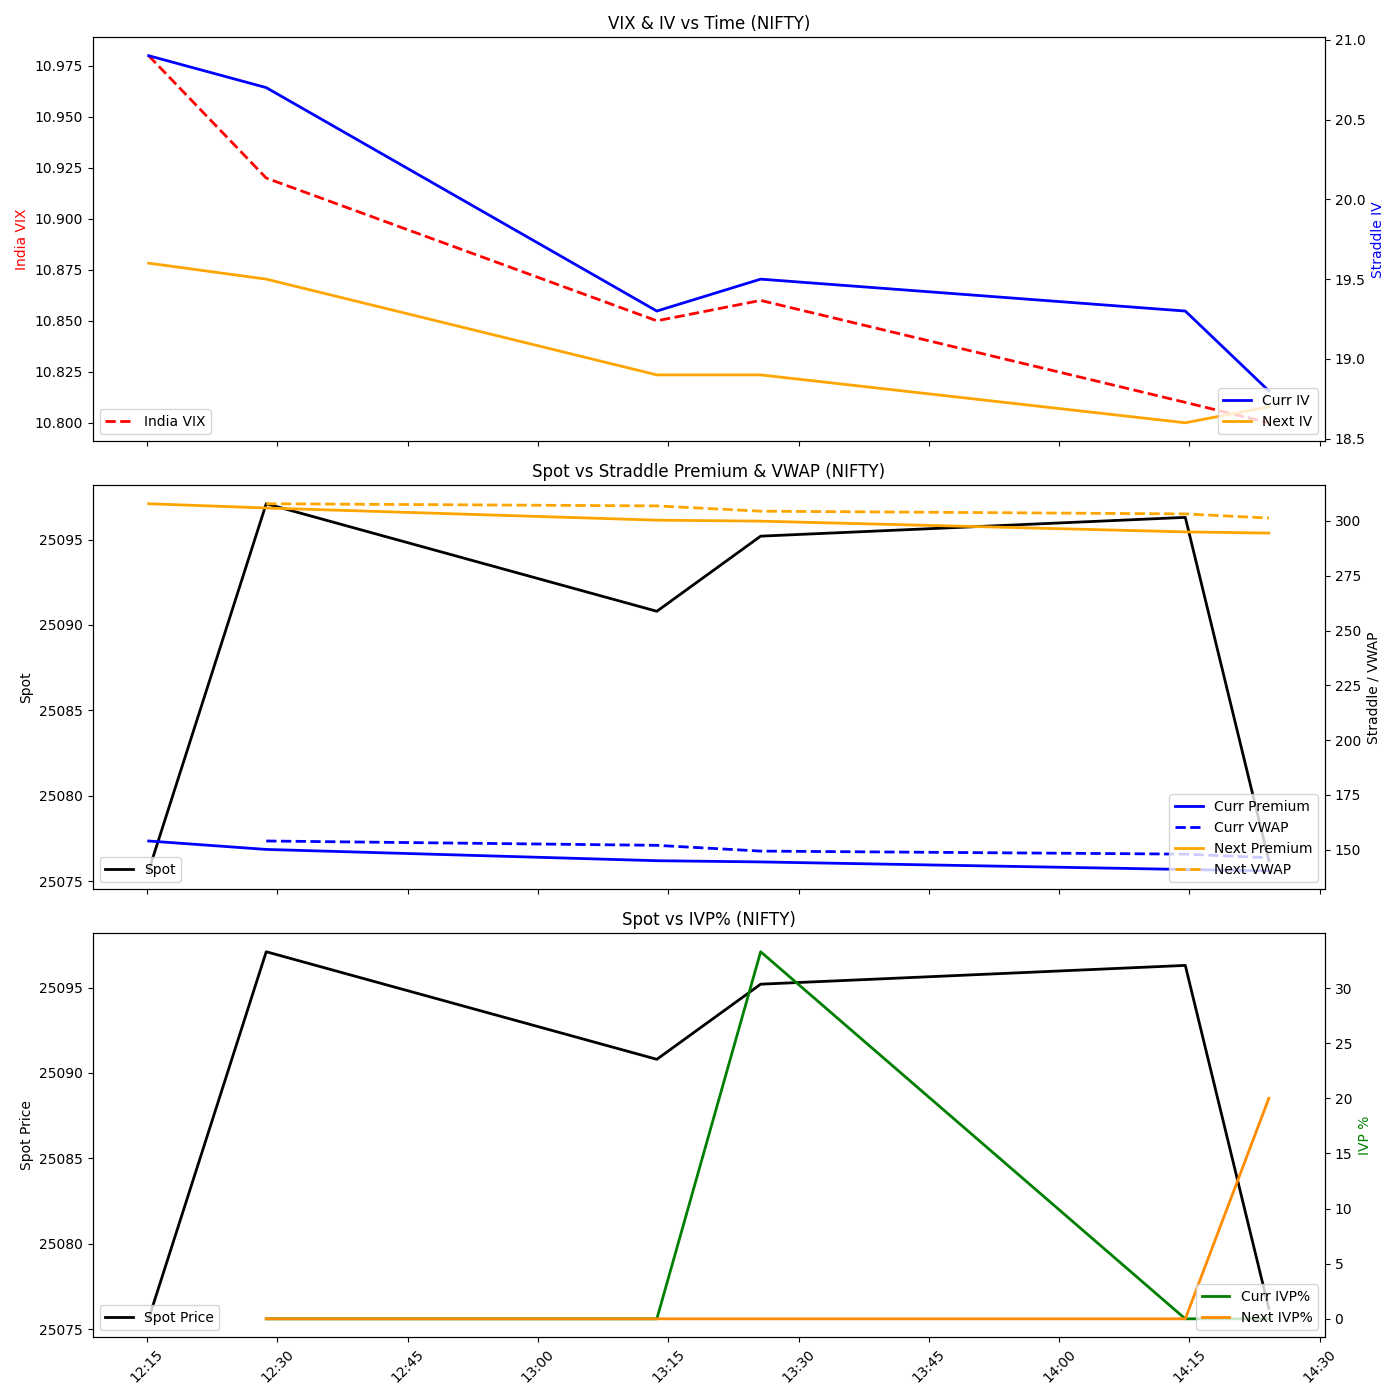 VIX & IV vs Time (NIFTY)
India VIX
10.975
10.950
10.925
10.900
10.875
10.850
10.825
10.800
21.0
20.5
20.0
19.5
19.0
18.5
Straddle IV
India VIX
Curr IV
Next IV
Spot vs Straddle Premium & VWAP (NIFTY)
Spot
25095
25090
25085
25080
25075
300
275
250
225
200
175
150
Straddle / VWAP
Spot
Curr Premium
Curr VWAP
Next Premium
Next VWAP
Spot vs IVP% (NIFTY)
Spot Price
25095
25090
25085
25080
25075
30
25
20
15
10
5
0
IVP %
Spot Price
Curr IVP%
Next IVP%
12:15
12:30
12:45
13:00
13:15
13:30
13:45
14:00
14:15
14:30